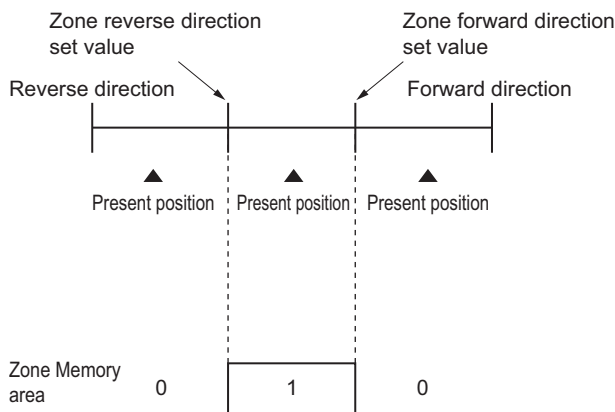 Zone reverse direction
set value
Zone forward direction
set value
Reverse direction
Forward direction
Present position
Present position
Present position
Zone Memory
area
0
1
0